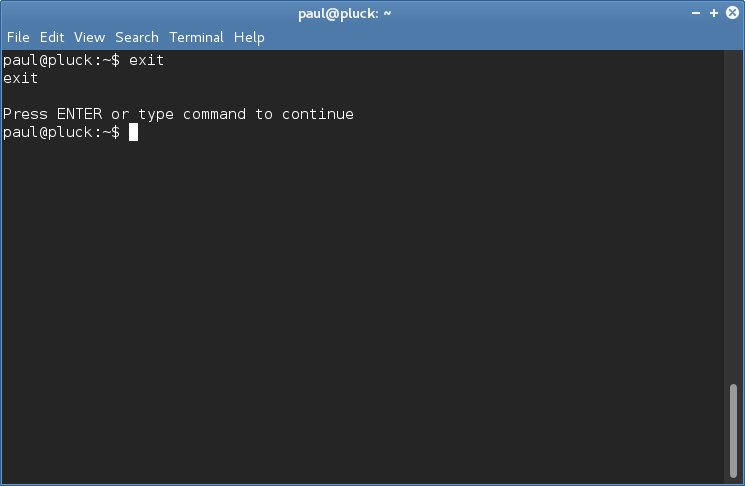 paul@pluck: ~
File Edit View Search Terminal Help
paul@pluck:~$ exit
exit
Press ENTER or type command to continue
paul@pluck:~$